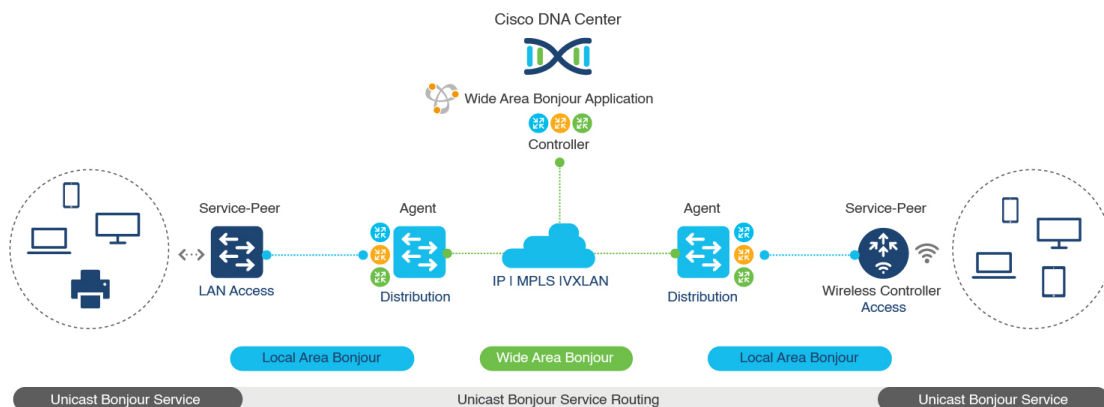 Cisco DNA Center
Wide Area Bonjour Application
Controller
Service-Peer
Agent
Agent
Service-Peer
LAN Access
Distribution
IP | MPLS IVXLAN
Distribution
Wireless Controller
Access
Local Area Bonjour
Wide Area Bonjour
Local Area Bonjour
Unicast Bonjour Service
Unicast Bonjour Service Routing
Unicast Bonjour Service